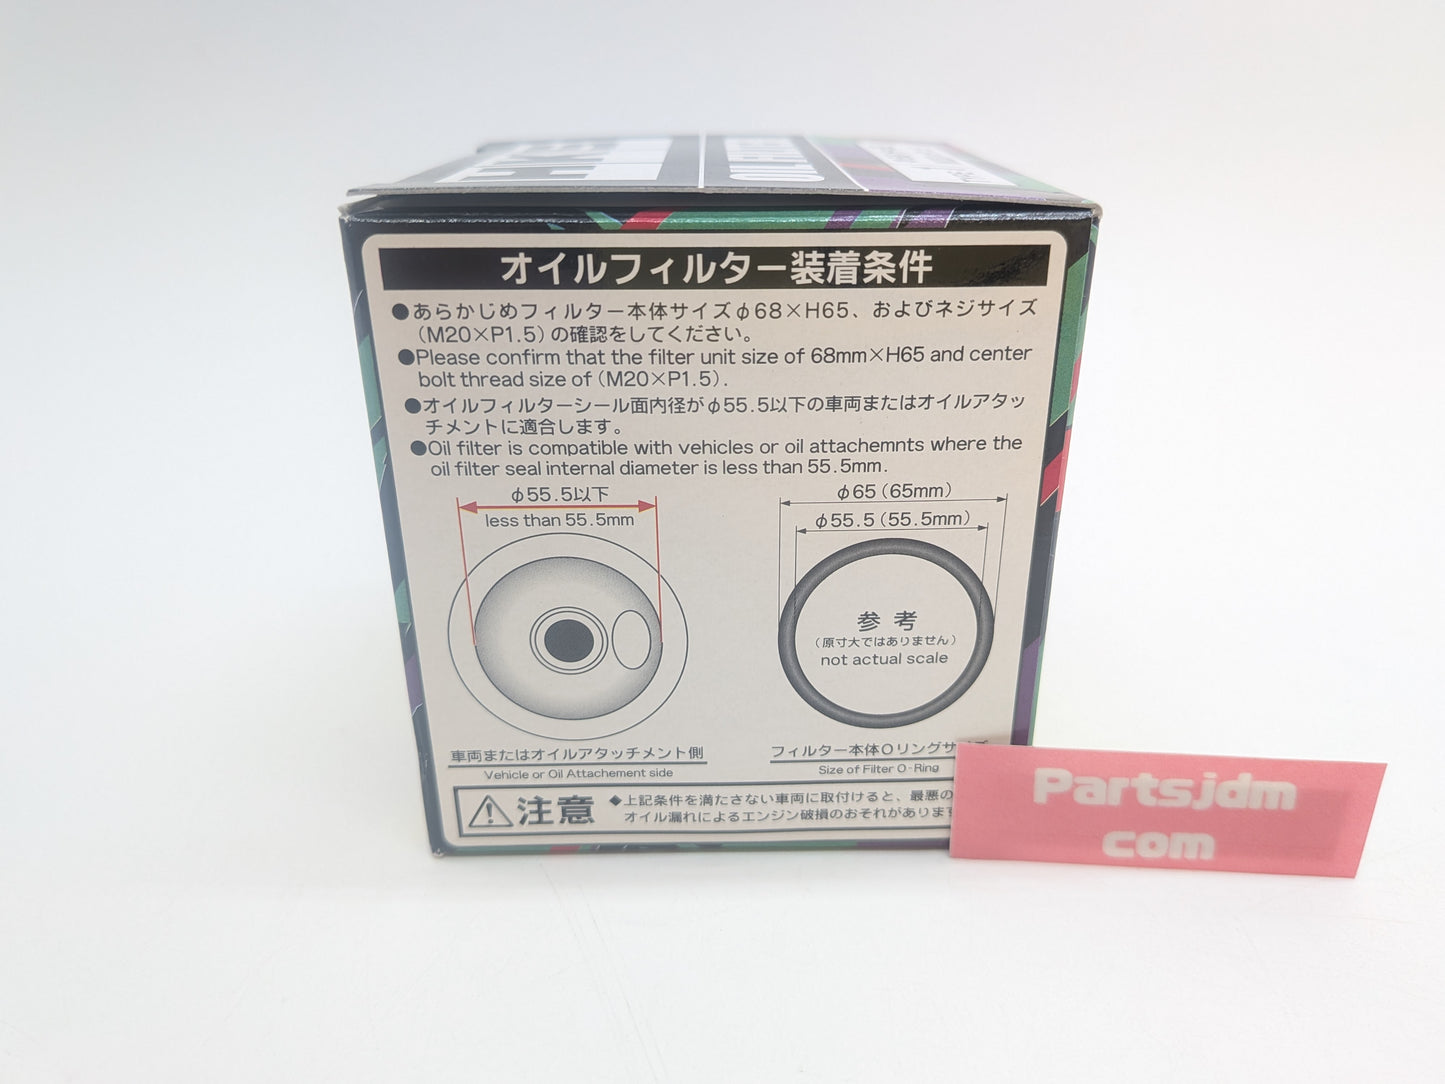 オイルフィルター装着条件
●あらかじめフィルター本体サイズφ68×H65、およびネジサイズ
(M20×P1.5)の確認をしてください。
●Please confirm that the filter unit size of 68mm×H65 and center
bolt thread size of (M20×P1.5).
●オイルフィルターシール面内径がφ55.5以下の車両またはオイルアタッ
チメントに適合します。
●Oil filter is compatible with vehicles or oil attachemnts where the
oil filter seal internal diameter is less than 55.5mm.
φ55.5以下
less than 55.5mm
φ65 (65mm)
φ55.5 (55.5mm)
参考
(原寸大ではありません)
not actual scale
車両またはオイルアタッチメント側
Vehicle or Oil Attachement side
フィルター本体Oリングサイズ
Size of Filter O-Ring
注意
◆上記条件を満たさない車両に取付けると、最悪の
オイル漏れによるエンジン破損のおそれがあります
Partsjdm
com